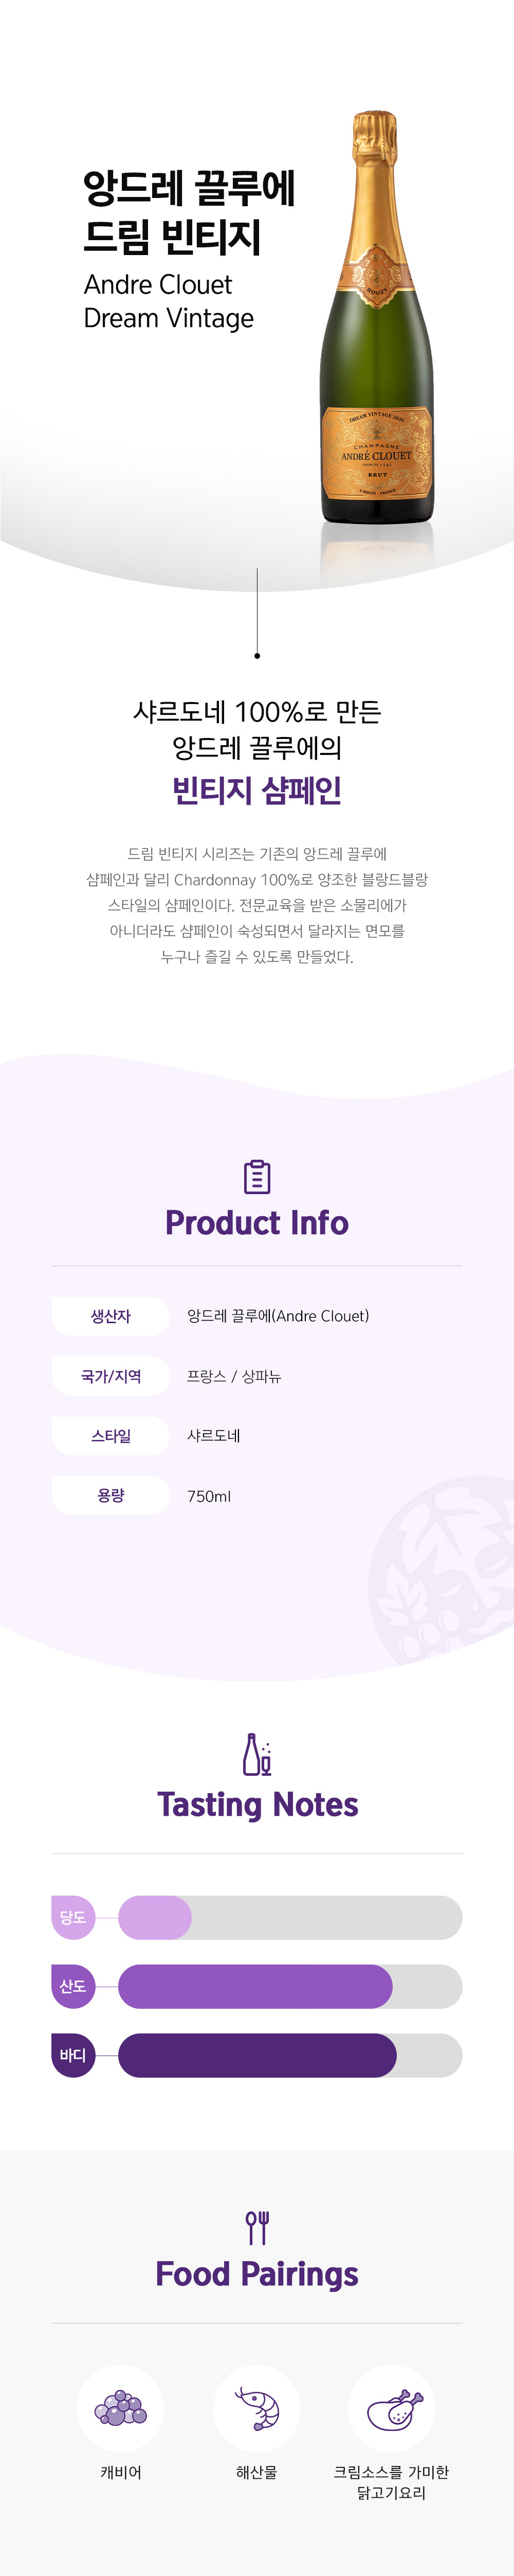 앙드레 끌루에
드림 빈티지
Andre Clouet
Dream Vintage
BOUZY
DREAM VINTAGE 2016
CHAMPAGNE
ANDRÉ CLOUET
DEPUIS 1741
BRUT
A BOUZY - FRANCE
샤르도네 100%로 만든
앙드레 끌루에의
빈티지 샴페인
드림 빈티지 시리즈는 기존의 앙드레 끌루에
샴페인과 달리 Chardonnay 100%로 양조한 블랑드블랑
스타일의 샴페인이다. 전문교육을 받은 소믈리에가
아니더라도 샴페인이 숙성되면서 달라지는 면모를
누구나 즐길 수 있도록 만들었다.
Product Info
생산자 앙드레 끌루에(Andre Clouet)
국가/지역 프랑스 / 상파뉴
스타일 샤르도네
용량 750ml
Tasting Notes
당도
산도
바디
Food Pairings
캐비어
해산물
크림소스를 가미한
닭고기요리